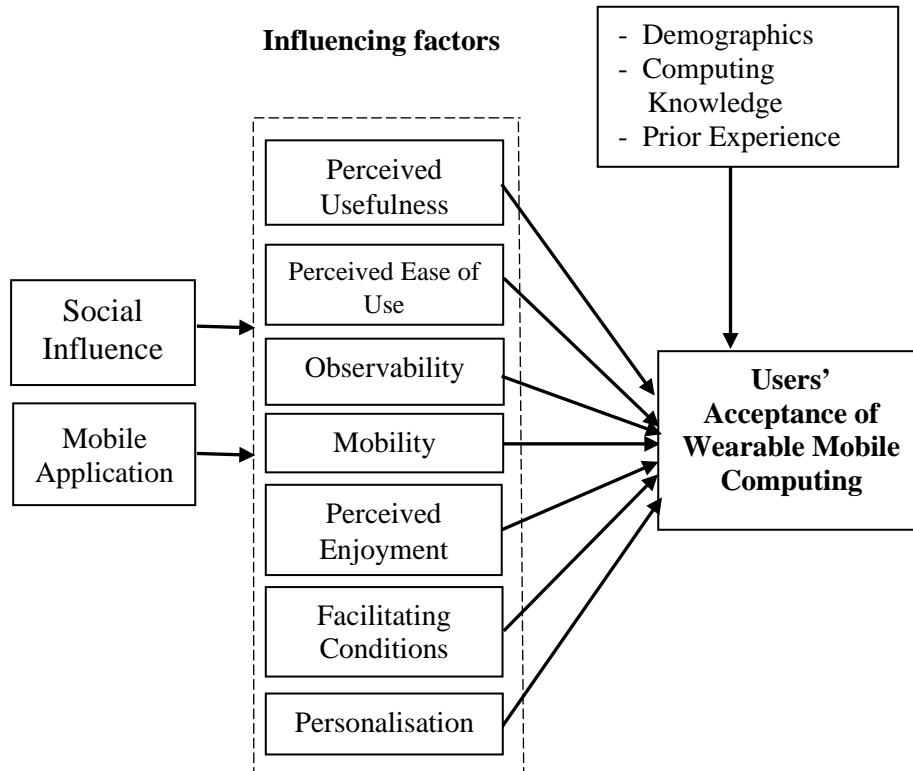 Influencing factors
- Demographics
- Computing
Knowledge
- Prior Experience
Perceived
Usefulness
Perceived Ease of
Use
Social
Influence
Observability
Mobile
Application
Mobility
Perceived
Enjoyment
Facilitating
Conditions
Personalisation
Users’
Acceptance of
Wearable Mobile
Computing